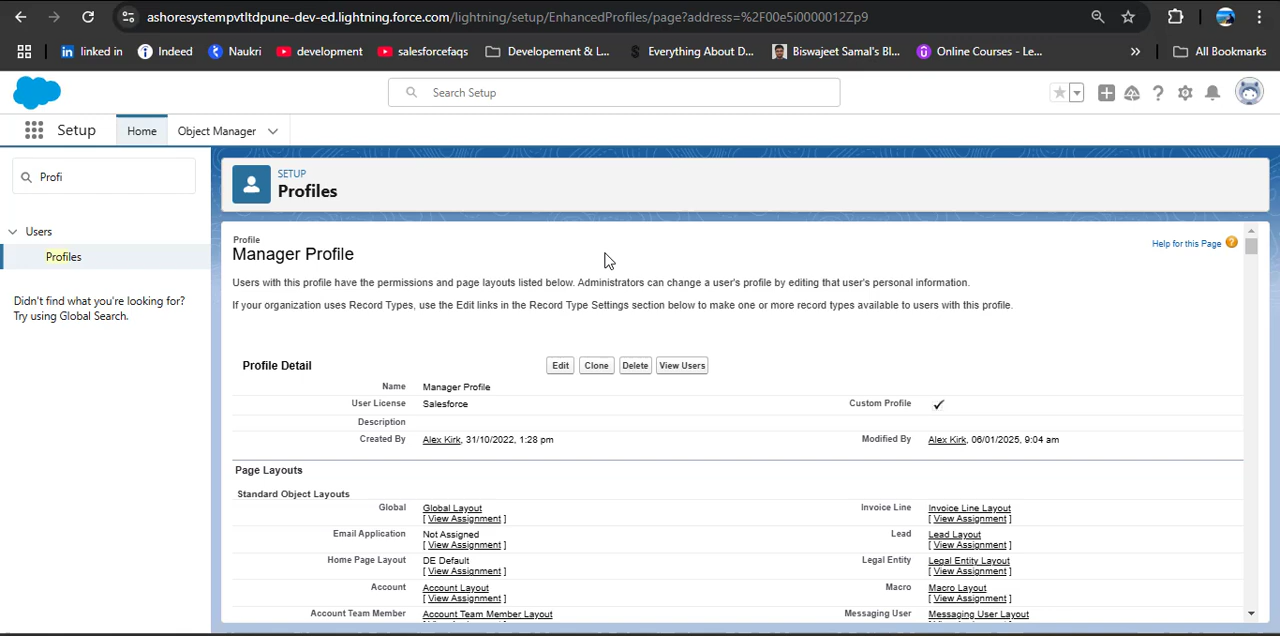 ashoresystempvtltdpune-dev-ed.lightning.force.com/lightning/setup/EnhancedProfiles/page?address=%2F00e5i0000012Zp9
linked in
Indeed
Naukri
development
salesforcefaqs
Developement & L...
Everything About D...
Biswajeet Samal's Bl...
Online Courses - Le...
All Bookmarks
Search Setup
Setup
Home
Object Manager
Profi
SETUP
Profiles
Users
Profiles
Didn't find what you're looking for?
Try using Global Search.
Profile
Manager Profile
Help for this Page
Users with this profile have the permissions and page layouts listed below. Administrators can change a user's profile by editing that user's personal information.
If your organization uses Record Types, use the Edit links in the Record Type Settings section below to make one or more record types available to users with this profile.
Profile Detail
Edit
Clone
Delete
View Users
Name Manager Profile
User License Salesforce Custom Profile ✓
Description
Created By Alex Kirk, 31/10/2022, 1:28 pm Modified By Alex Kirk, 06/01/2025, 9:04 am
Page Layouts
Standard Object Layouts
Global Global Layout Invoice Line Invoice Line Layout
[ View Assignment ] [ View Assignment ]
Email Application Not Assigned Lead Lead Layout
[ View Assignment ] [ View Assignment ]
Home Page Layout DE Default Legal Entity Legal Entity Layout
[ View Assignment ] [ View Assignment ]
Account Account Layout Macro Macro Layout
[ View Assignment ] [ View Assignment ]
Account Team Member Account Team Member Layout Messaging User Messaging User Layout